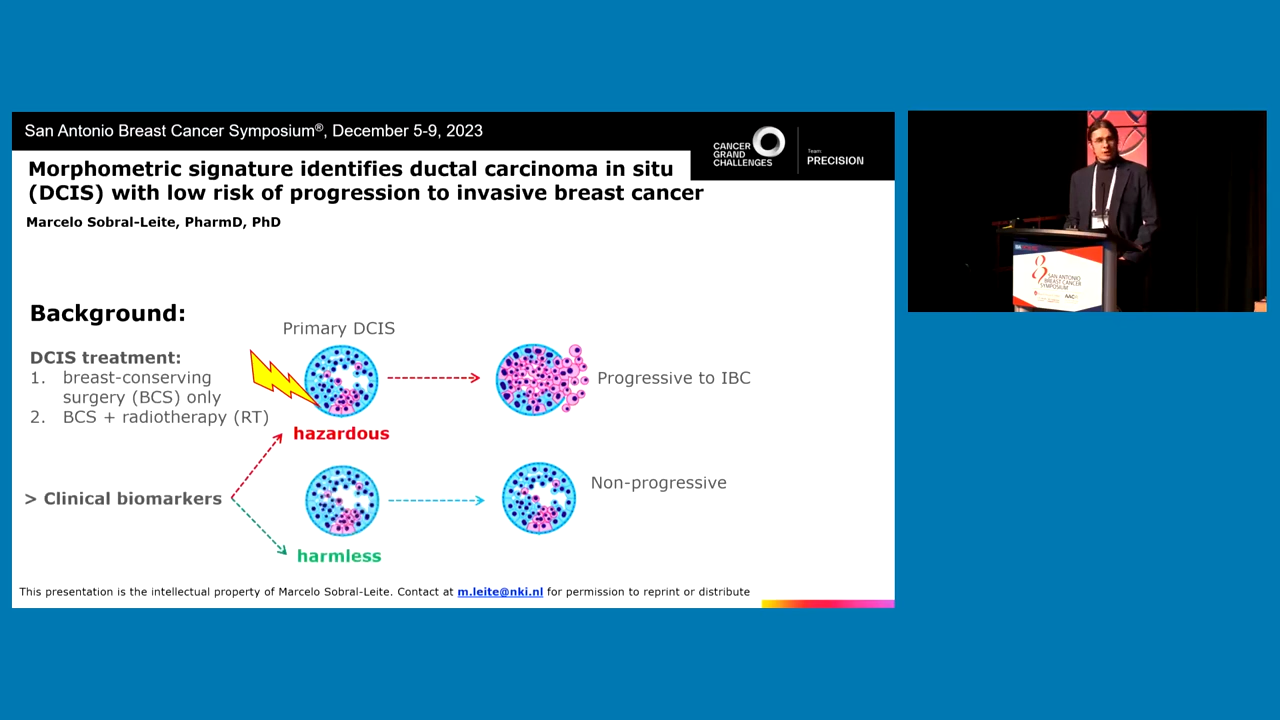 San Antonio Breast Cancer Symposium®, December 5-9, 2023
CANCER
GRAND
CHALLENGES
Team
PRECISION
Morphometric signature identifies ductal carcinoma in situ
(DCIS) with low risk of progression to invasive breast cancer
Marcelo Sobral-Leite, PharmD, PhD
Background:
Primary DCIS
DCIS treatment:
1. breast-conserving
surgery (BCS) only
2. BCS + radiotherapy (RT)
Progressive to IBC
hazardous
> Clinical biomarkers
Non-progressive
harmless
This presentation is the intellectual property of Marcelo Sobral-Leite. Contact at m.leite@nki.nl for permission to reprint or distribute
SAN ANTONIO
BREAST CANCER
SYMPOSIUM